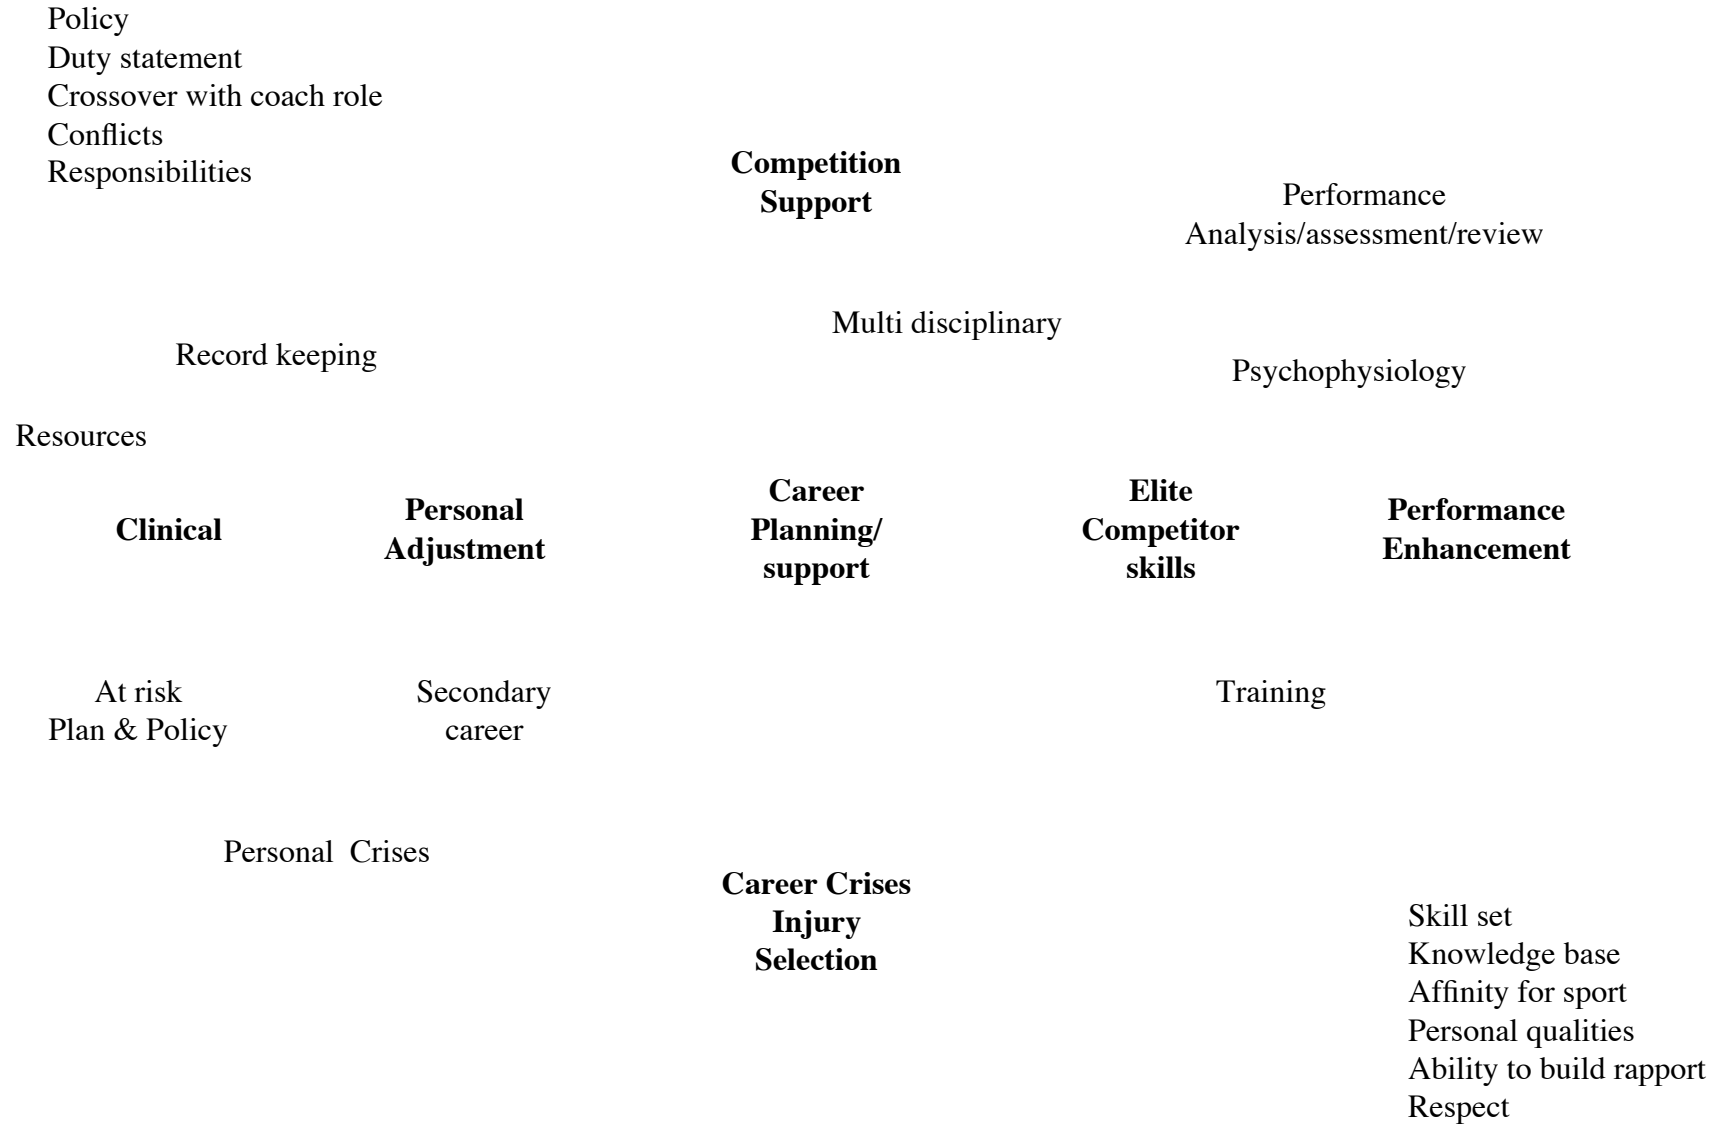 Policy
Duty statement
Crossover with coach role
Conflicts
Responsibilities
Competition
Support
Performance
Analysis/assessment/review
Multi disciplinary
Record keeping
Psychophysiology
Resources
Clinical
Personal
Adjustment
Career
Planning/
support
Elite
Competitor
skills
Performance
Enhancement
At risk
Plan & Policy
Secondary
career
Training
Personal  Crises
Career Crises
Injury
Selection
Skill set
Knowledge base
Affinity for sport
Personal qualities
Ability to build rapport
Respect